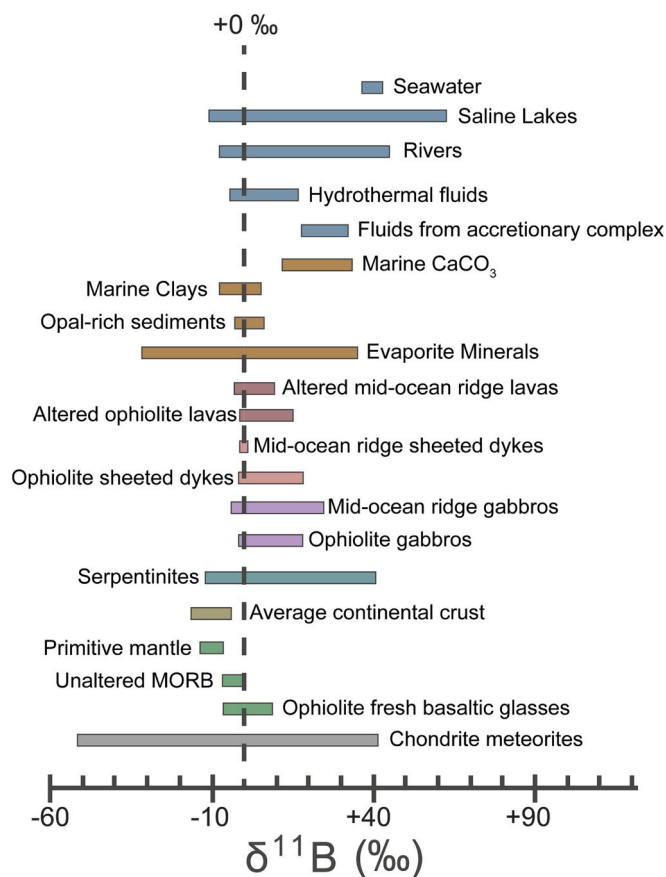 +0 ‰
Seawater
Saline Lakes
Rivers
Hydrothermal fluids
Fluids from accretionary complex
Marine CaCO₃
Marine Clays
Opal-rich sediments
Evaporite Minerals
Altered mid-ocean ridge lavas
Altered ophiolite lavas
Mid-ocean ridge sheeted dykes
Ophiolite sheeted dykes
Mid-ocean ridge gabbros
Ophiolite gabbros
Serpentinites
Average continental crust
Primitive mantle
Unaltered MORB
Ophiolite fresh basaltic glasses
Chondrite meteorites
-60 -10 +40 +90
δ¹¹B (‰)